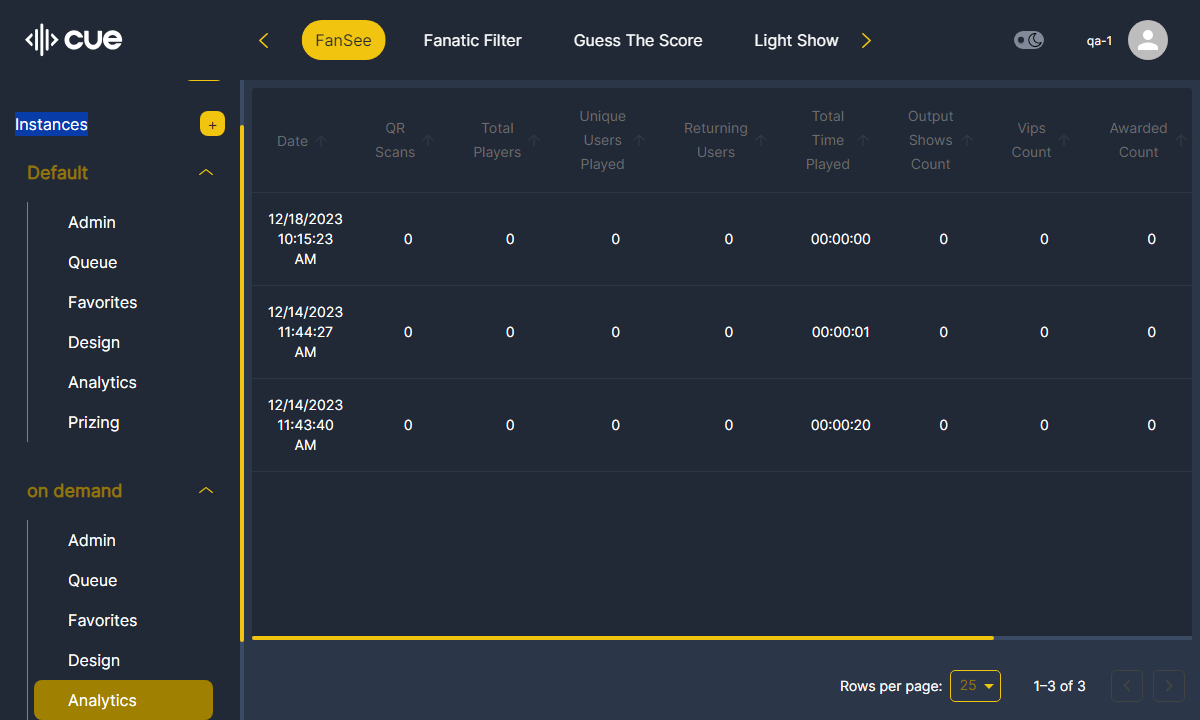 cue
FanSee
Fanatic Filter
Guess The Score
Light Show
qa-1
Instances
+
Default
Admin
Queue
Favorites
Design
Analytics
Prizing
on demand
Admin
Queue
Favorites
Design
Analytics
Date
QR
Scans
Total
Players
Unique
Users
Played
Returning
Users
Total
Time
Played
Output
Shows
Count
Vips
Count
Awarded
Count
12/18/2023
10:15:23
AM
0
0
0
0
00:00:00
0
0
0
12/14/2023
11:44:27
AM
0
0
0
0
00:00:01
0
0
0
12/14/2023
11:43:40
AM
0
0
0
0
00:00:20
0
0
0
Rows per page:
25
1–3 of 3